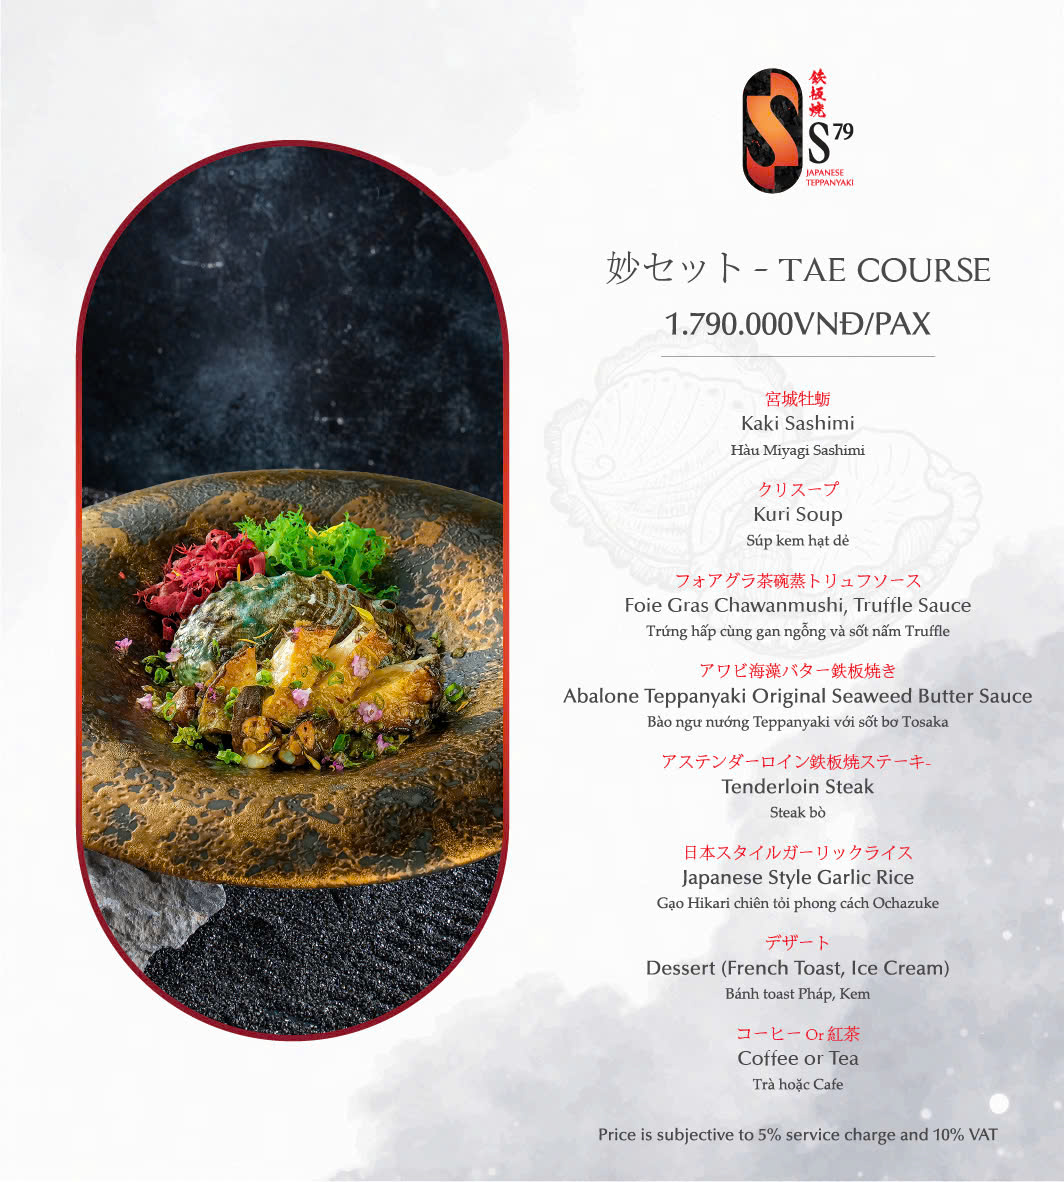 鉄板焼
S79
JAPANESE
TEPPANYAKI
妙セット - TAE COURSE
1.790.000VNĐ/PAX
宮城牡蛎
Kaki Sashimi
Hàu Miyagi Sashimi
クリスープ
Kuri Soup
Súp kem hạt dẻ
フォアグラ茶碗蒸トリュフソース
Foie Gras Chawanmushi, Truffle Sauce
Trứng hấp cùng gan ngỗng và sốt nấm Truffle
アワビ海藻バター鉄板焼き
Abalone Teppanyaki Original Seaweed Butter Sauce
Bào ngư nướng Teppanyaki với sốt bơ Tosaka
アステンダーロイン鉄板焼ステーキ-
Tenderloin Steak
Steak bò
日本スタイルガーリックライス
Japanese Style Garlic Rice
Gạo Hikari chiên tỏi phong cách Ochazuke
デザート
Dessert (French Toast, Ice Cream)
Bánh toast Pháp, Kem
コーヒー Or 紅茶
Coffee or Tea
Trà hoặc Cafe
Price is subjective to 5% service charge and 10% VAT